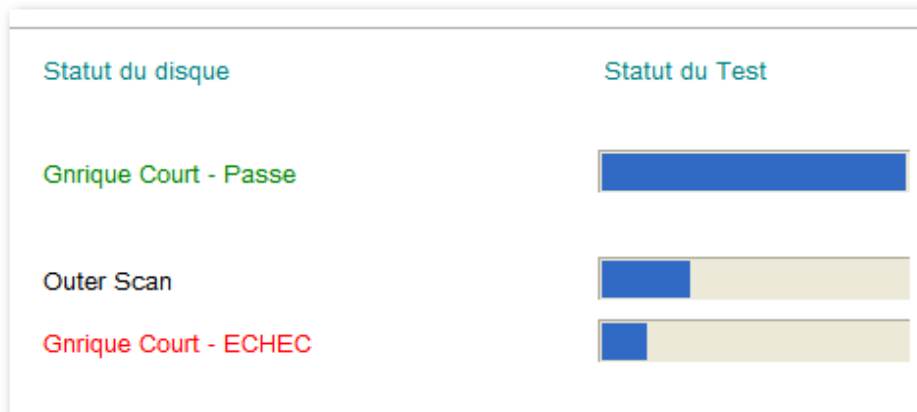 Statut du disque Statut du Test
Gnrique Court - Passe
Outer Scan
Gnrique Court - ECHEC